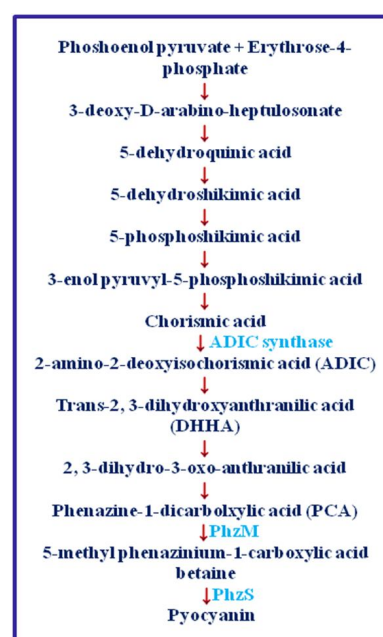 Phoshoenol pyruvate + Erythrose-4-
phosphate
↓
3-deoxy-D-arabino-heptulosonate
↓
5-dehydroquinic acid
↓
5-dehydroshikimic acid
↓
5-phosphoshikimic acid
↓
3-enol pyruvyl-5-phosphoshikimic acid
↓
Chorismic acid
↓ ADIC synthase
2-amino-2-deoxyisochorismic acid (ADIC)
↓
Trans-2, 3-dihydroxyanthranilic acid
(DHHA)
↓
2, 3-dihydro-3-oxo-anthranilic acid
↓
Phenazine-1-dicarbolxylic acid (PCA)
↓ PhzM
5-methyl phenazinium-1-carboxylic acid
betaine
↓ PhzS
Pyocyanin